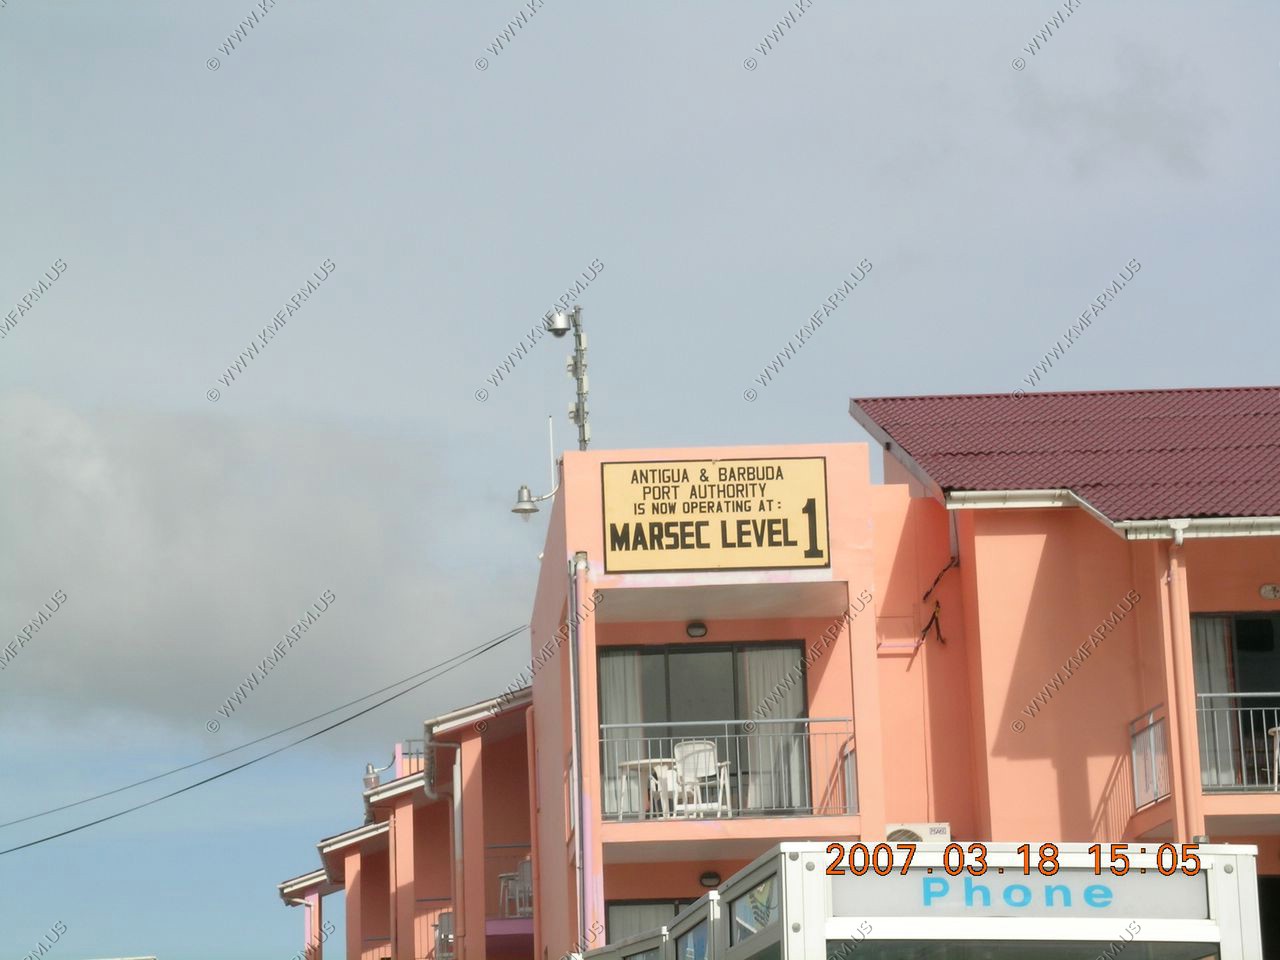 ANTIGUA & BARBUDA
PORT AUTHORITY
IS NOW OPERATING AT:
MARSEC LEVEL 1
2007.03.18 15:05
Phone
© WWW.KMFARM.US